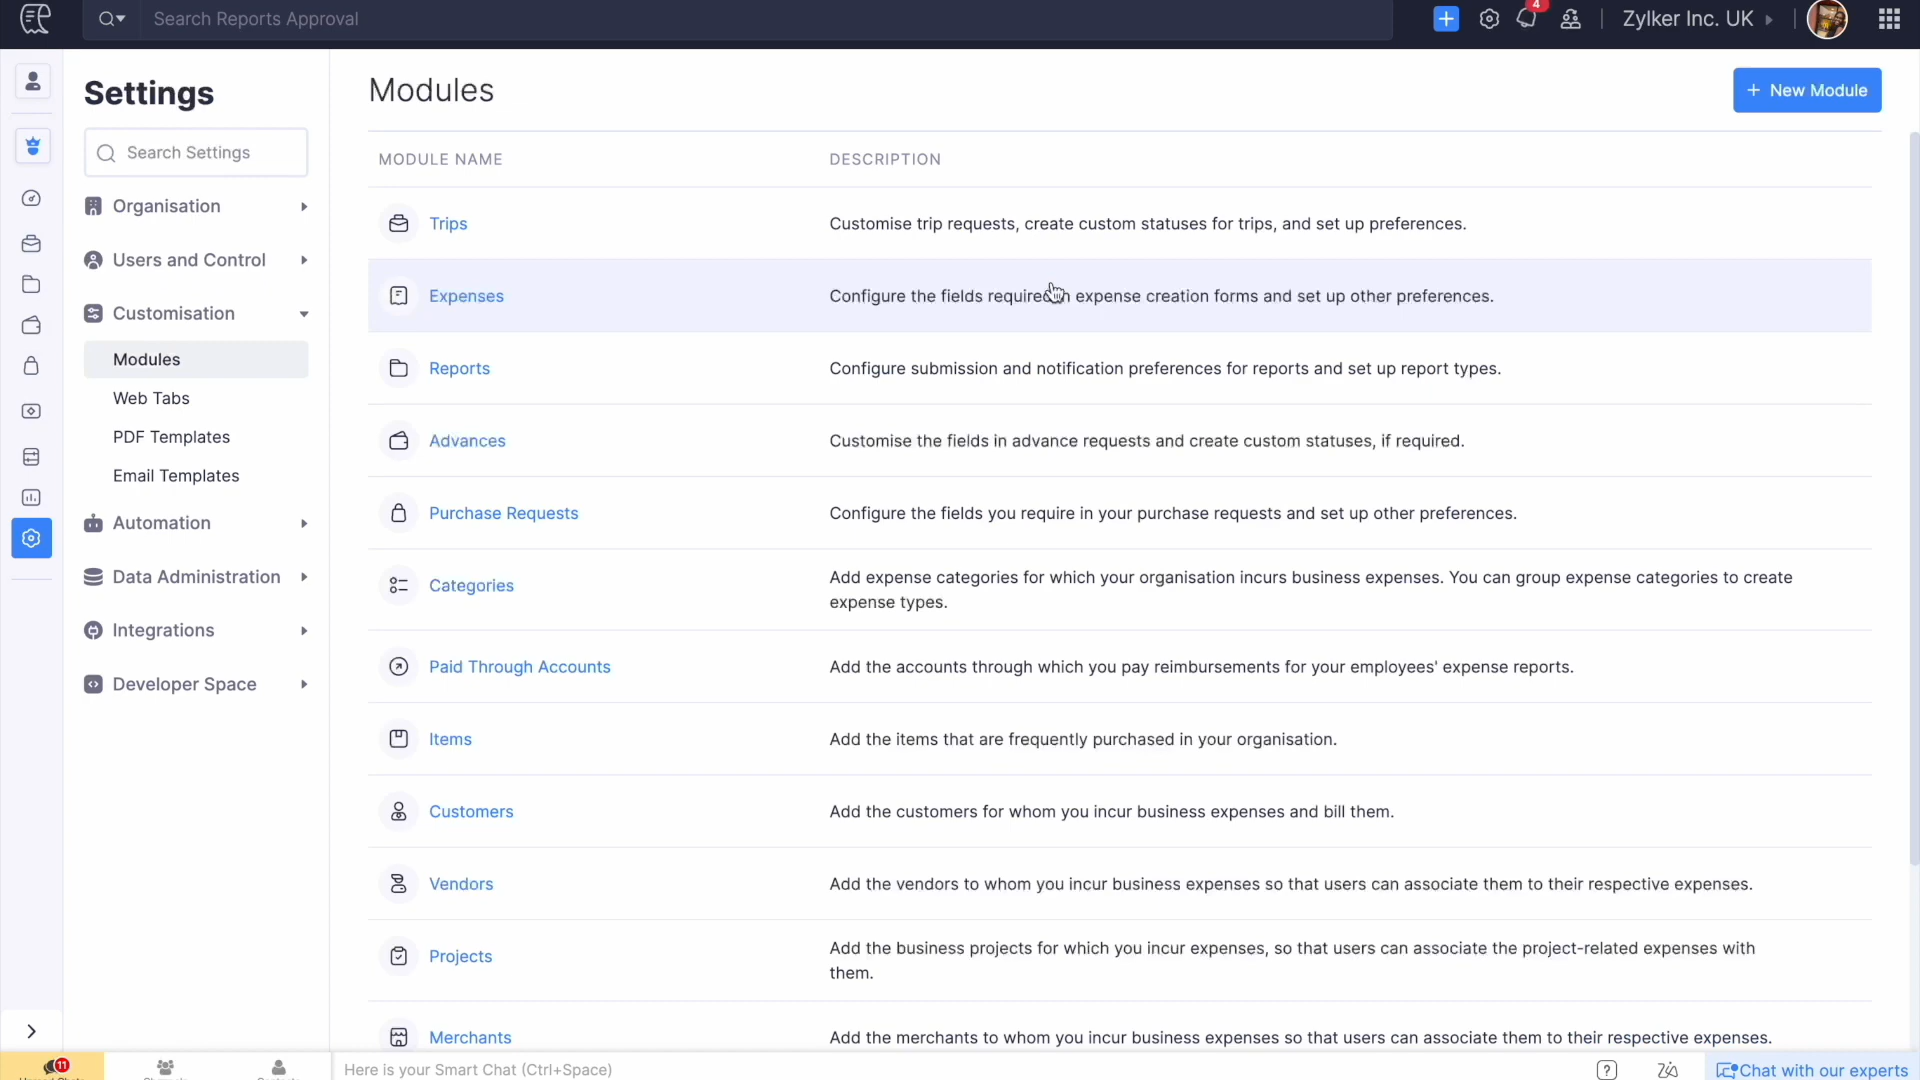 Search Reports Approval
4
Zylker Inc. UK
Settings
Search Settings
Organisation
Users and Control
Customisation
Modules
Web Tabs
PDF Templates
Email Templates
Automation
Data Administration
Integrations
Developer Space
Modules
+ New Module
MODULE NAME DESCRIPTION
Trips Customise trip requests, create custom statuses for trips, and set up preferences.
Expenses Configure the fields required expense creation forms and set up other preferences.
Reports Configure submission and notification preferences for reports and set up report types.
Advances Customise the fields in advance requests and create custom statuses, if required.
Purchase Requests Configure the fields you require in your purchase requests and set up other preferences.
Categories Add expense categories for which your organisation incurs business expenses. You can group expense categories to create
expense types.
Paid Through Accounts Add the accounts through which you pay reimbursements for your employees' expense reports.
Items Add the items that are frequently purchased in your organisation.
Customers Add the customers for whom you incur business expenses and bill them.
Vendors Add the vendors to whom you incur business expenses so that users can associate them to their respective expenses.
Projects Add the business projects for which you incur expenses, so that users can associate the project-related expenses with
them.
Merchants Add the merchants to whom you incur business expenses so that users can associate them to their respective expenses.
11
Here is your Smart Chat (Ctrl+Space)
Chat with our experts